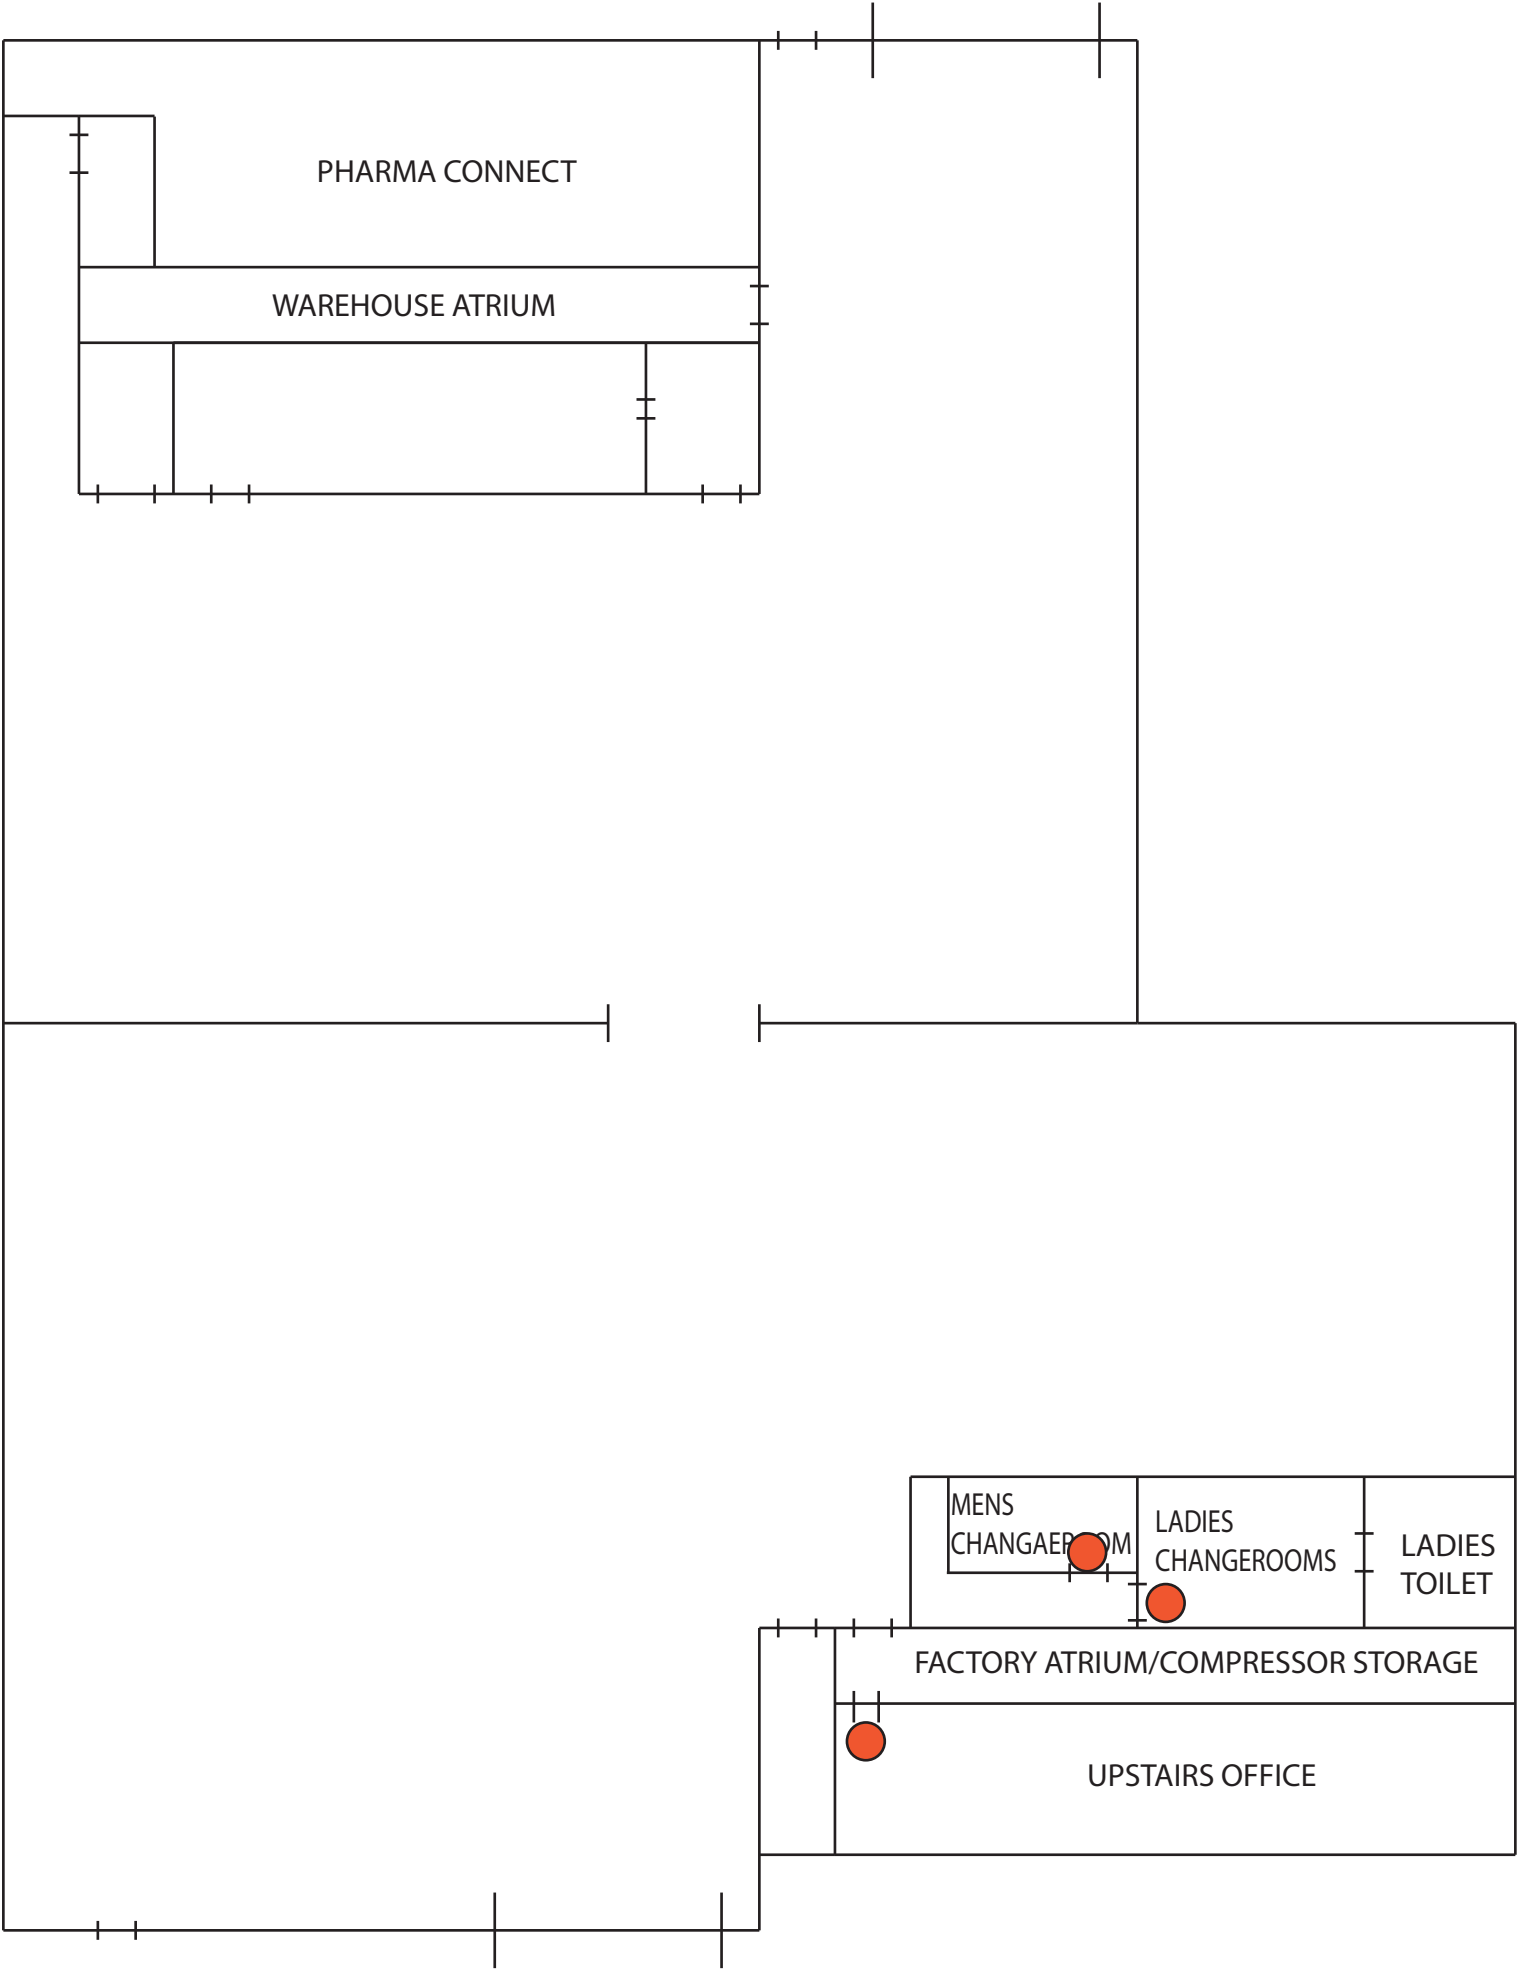 PHARMA CONNECT
WAREHOUSE ATRIUM
MENS
LADIES
CHANGEROOMS
LADIES
TOILET
FACTORY ATRIUM/COMPRESSOR STORAGE
UPSTAIRS OFFICE